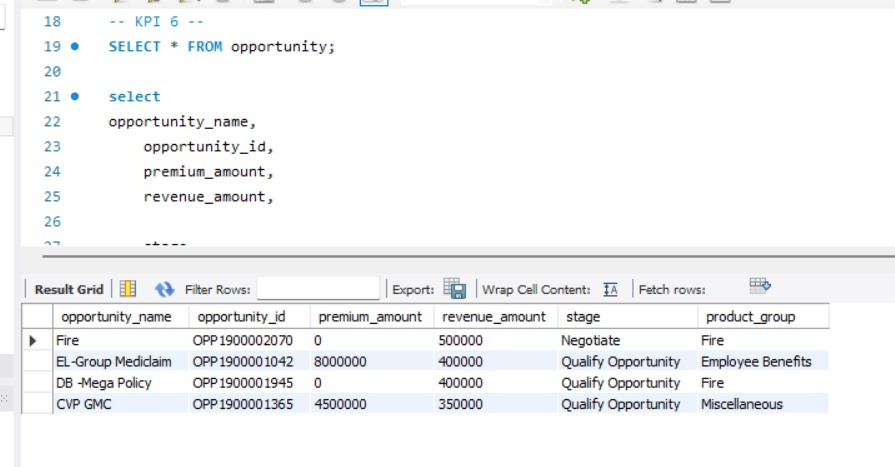 18 -- KPI 6 --
19 SELECT * FROM opportunity;
20
21 select
22 opportunity_name,
23 opportunity_id,
24 premium_amount,
25 revenue_amount,
26
Result Grid Filter Rows: Export: Wrap Cell Content: Fetch rows:
opportunity_name opportunity_id premium_amount revenue_amount stage product_group
Fire OPP1900002070 0 500000 Negotiate Fire
EL-Group Mediclaim OPP1900001042 8000000 400000 Qualify Opportunity Employee Benefits
DB -Mega Policy OPP1900001945 0 400000 Qualify Opportunity Fire
CVP GMC OPP1900001365 4500000 350000 Qualify Opportunity Miscellaneous